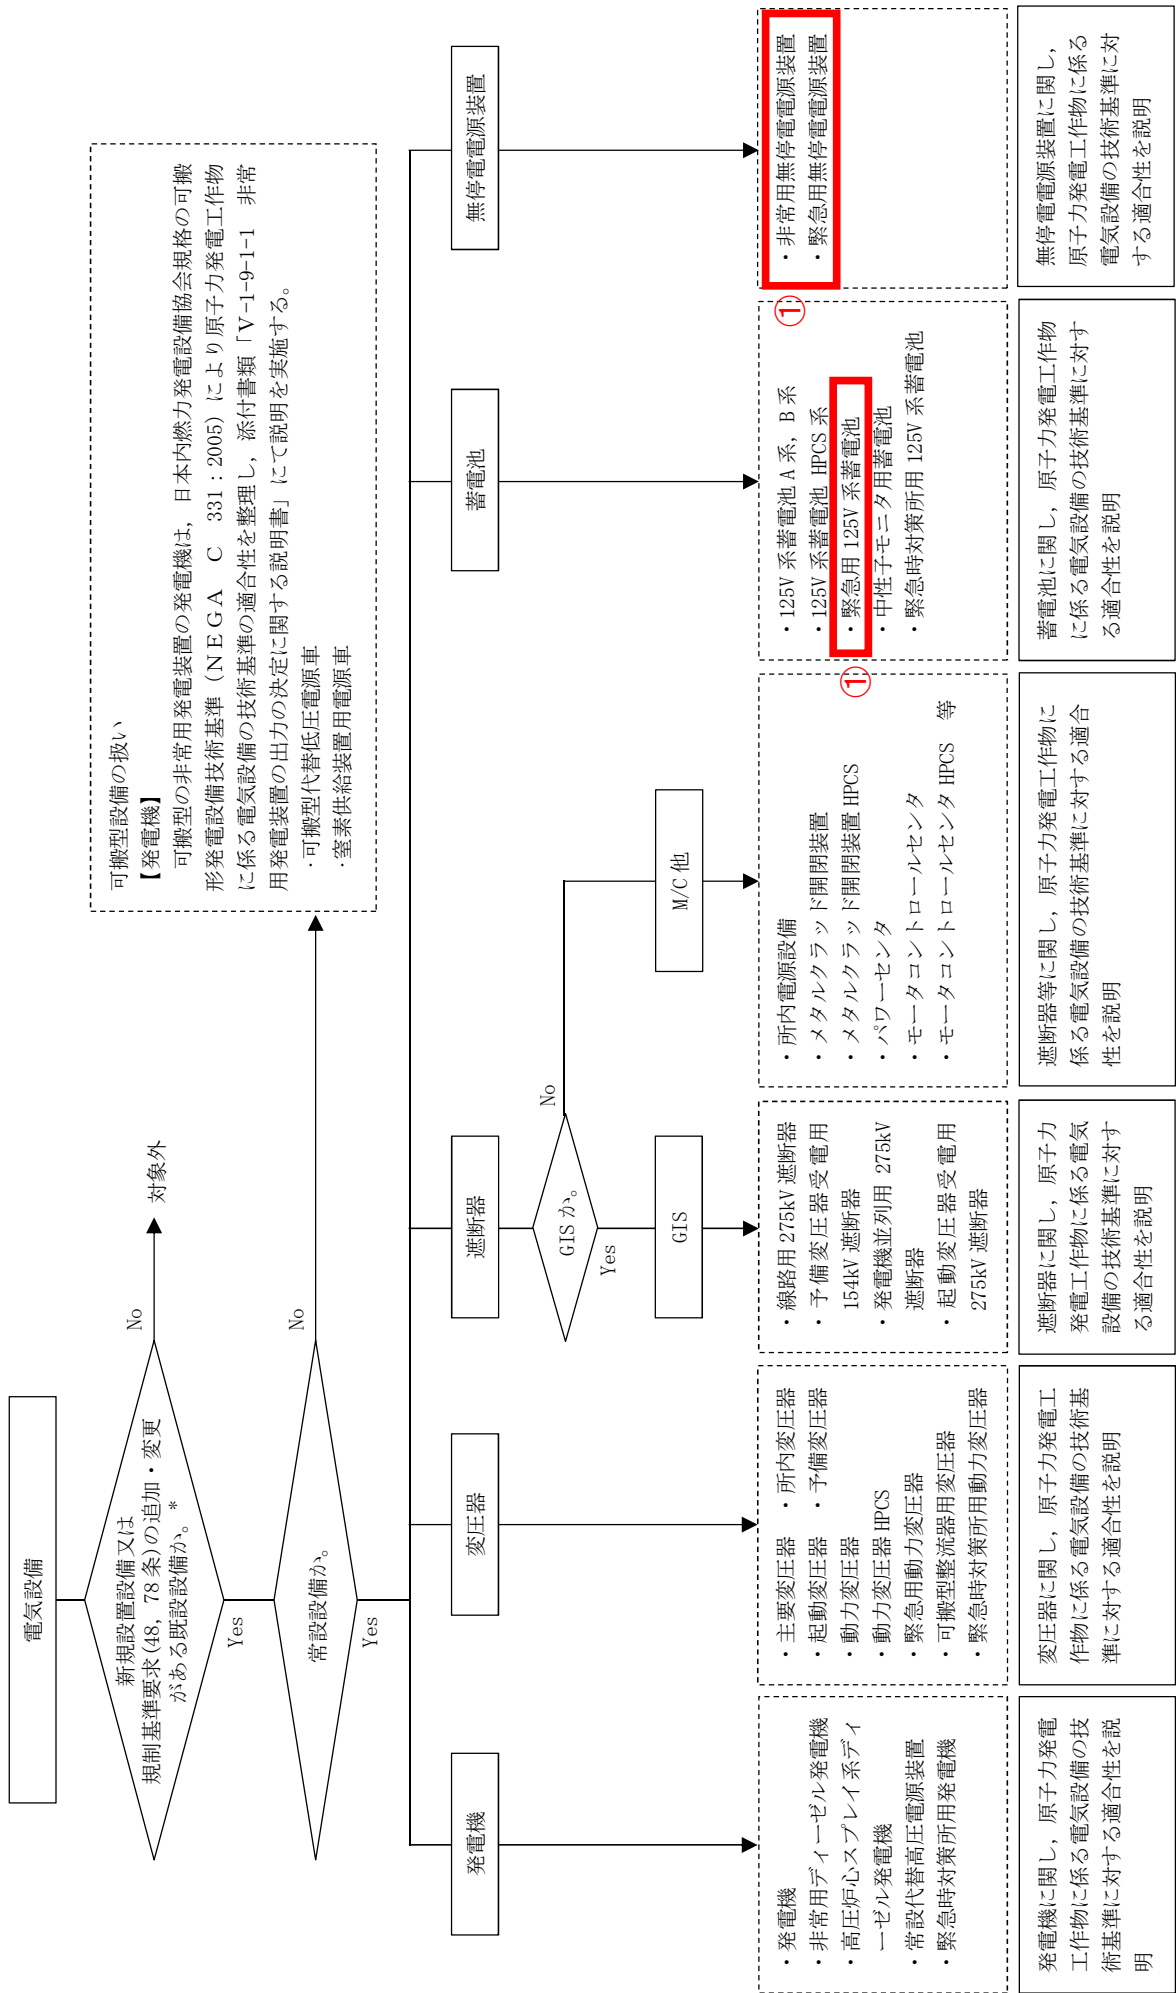 電気設備
新規設置設備又は
規制基準要求(48, 78条)の追加・変更
がある既設設備か。*
No
対象外
Yes
常設設備か。
No
Yes
可搬型設備の扱い
【発電機】
可搬型の非常用発電装置の発電機は,日本内燃力発電設備協会規格の可搬
形発電設備技術基準(NEGA C 331:2005)により原子力発電工作物
に係る電気設備の技術基準の適合性を整理し,添付書類「V-1-9-1-1 非常
用発電装置の出力の決定に関する説明書」にて説明を実施する。
・可搬型代替低圧電源車
・窒素供給装置用電源車
発電機
変圧器
遮断器
蓄電池
無停電電源装置
GISか。
No
Yes
GIS
M/C他
・発電機
・非常用ディーゼル発電機
・高圧炉心スプレイ系ディ
ーゼル発電機
・常設代替高圧電源装置
・緊急時対策所用発電機
・主要変圧器 ・所内変圧器
・起動変圧器 ・予備変圧器
・動力変圧器
・動力変圧器 HPCS
・緊急用動力変圧器
・可搬型整流器用変圧器
・緊急時対策所用動力変圧器
・線路用 275kV 遮断器
・予備変圧器受電用
154kV 遮断器
・発電機並列用 275kV
遮断器
・起動変圧器受電用
275kV 遮断器
・所内電源設備
・メタルクラッド開閉装置
・メタルクラッド開閉装置 HPCS
・パワーセンタ
・モータコントロールセンタ
・モータコントロールセンタ HPCS 等
・125V 系蓄電池 A 系, B 系
・125V 系蓄電池 HPCS 系
①
・緊急用 125V 系蓄電池
・中性子モニタ用蓄電池
・緊急時対策所用 125V 系蓄電池
①
・非常用無停電電源装置
・緊急用無停電電源装置
発電機に関し,原子力発電
工作物に係る電気設備の技
術基準に対する適合性を説
明
変圧器に関し,原子力発電工
作物に係る電気設備の技術基
準に対する適合性を説明
遮断器に関し,原子力
発電工作物に係る電気
設備の技術基準に対す
る適合性を説明
遮断器等に関し,原子力発電工作物に
係る電気設備の技術基準に対する適合
性を説明
蓄電池に関し,原子力発電工作物
に係る電気設備の技術基準に対す
る適合性を説明
無停電電源装置に関し,
原子力発電工作物に係る
電気設備の技術基準に対
する適合性を説明